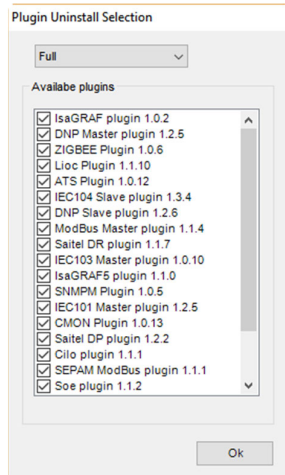 Plugin Uninstall Selection
Full
Availabe plugins
IsaGRAF plugin 1.0.2
DNP Master plugin 1.2.5
ZIGBEE Plugin 1.0.6
Lioc Plugin 1.1.10
ATS Plugin 1.0.12
IEC104 Slave plugin 1.3.4
DNP Slave plugin 1.2.6
ModBus Master plugin 1.1.4
Saitel DR plugin 1.1.7
IEC103 Master plugin 1.0.10
IsaGRAF5 plugin 1.1.0
SNMPM Plugin 1.0.5
IEC101 Master plugin 1.2.5
CMON Plugin 1.0.13
Saitel DP plugin 1.2.2
Cilo plugin 1.1.1
SEPAM ModBus plugin 1.1.1
Soe plugin 1.1.2
Ok